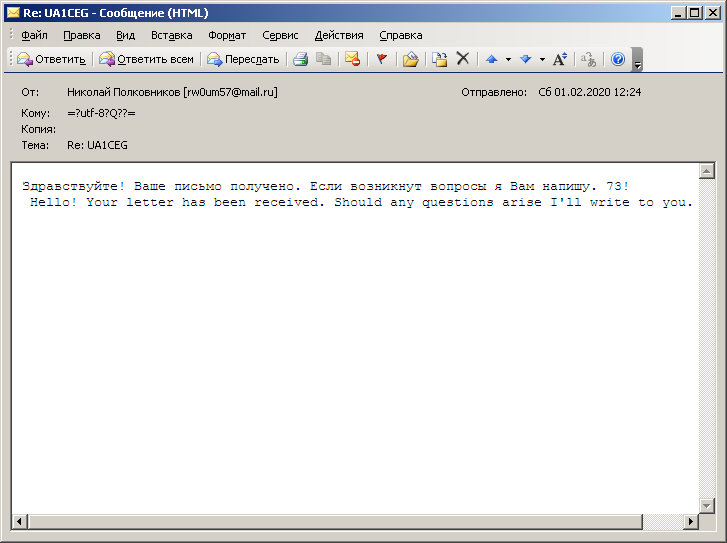 Re: UA1CEG - Сообщение (HTML)
Файл Правка Вид Вставка Формат Сервис Действия Справка
Ответить Ответить всем Переслать
От: Николай Полковников [rw0um57@mail.ru] Отправлено: Сб 01.02.2020 12:24
Кому: =?utf-8?Q??=
Копия:
Тема: Re: UA1CEG
Здравствуйте! Ваше письмо получено. Если возникнут вопросы я Вам напишу. 73!
Hello! Your letter has been received. Should any questions arise I'll write to you.